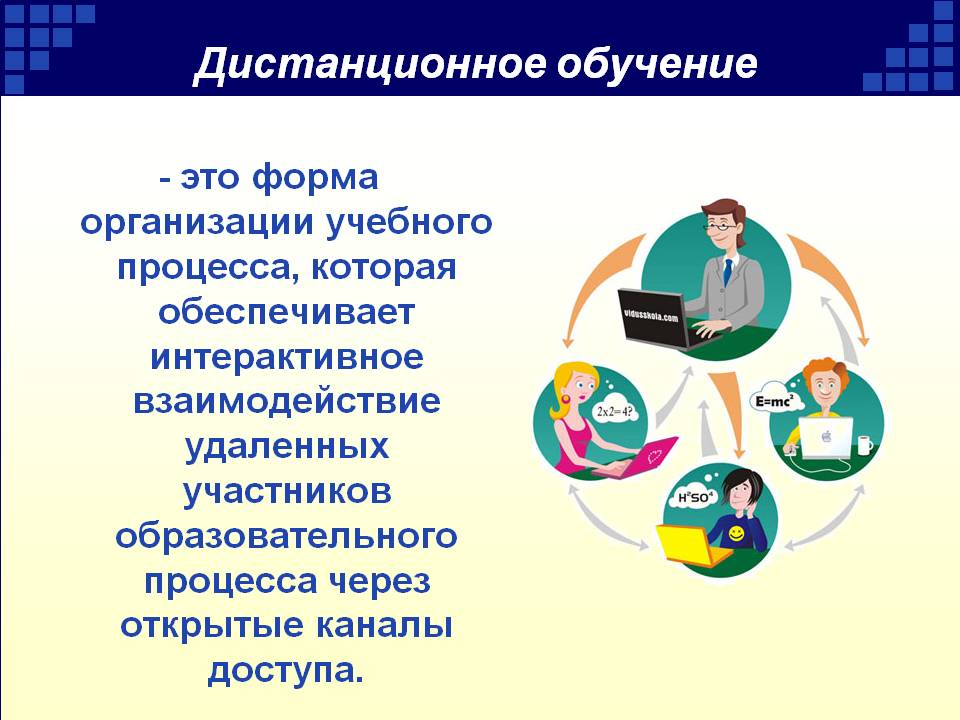 Дистанционное обучение
- это форма
организации учебного
процесса, которая
обеспечивает
интерактивное
взаимодействие
удаленных
участников
образовательного
процесса через
открытые каналы
доступа.
vidusskola.com
2x2=4?
E=mc²
H²SO⁴